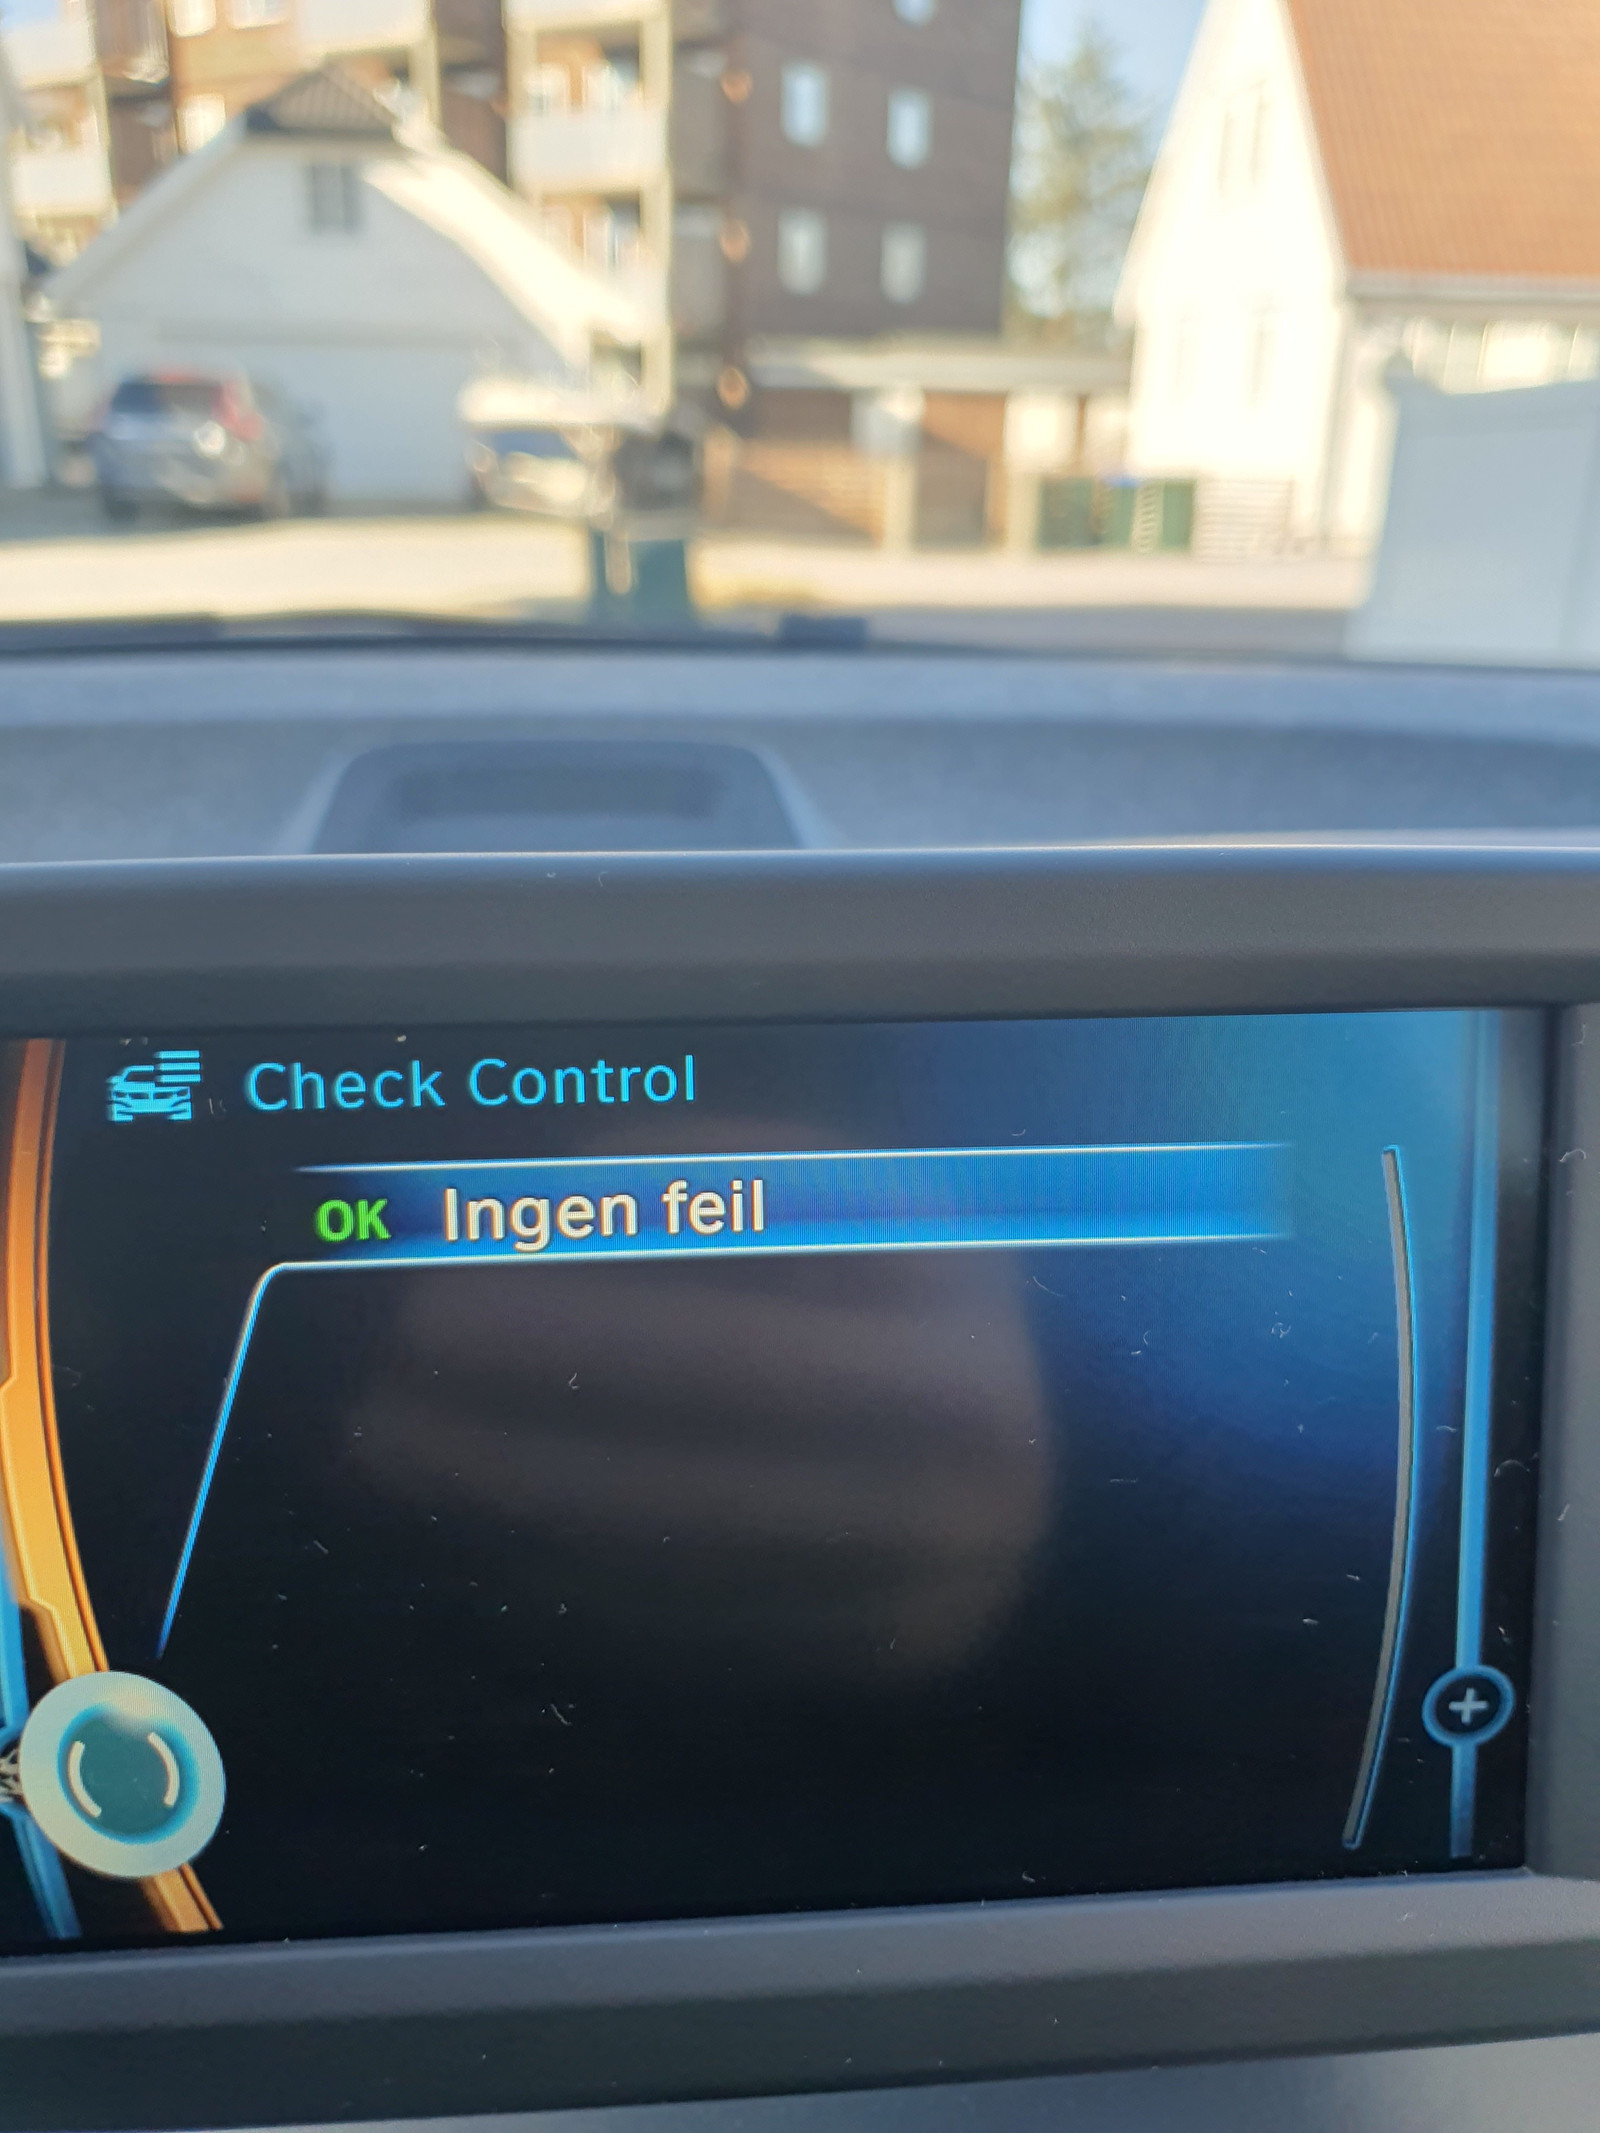 Check Control
OK Ingen feil